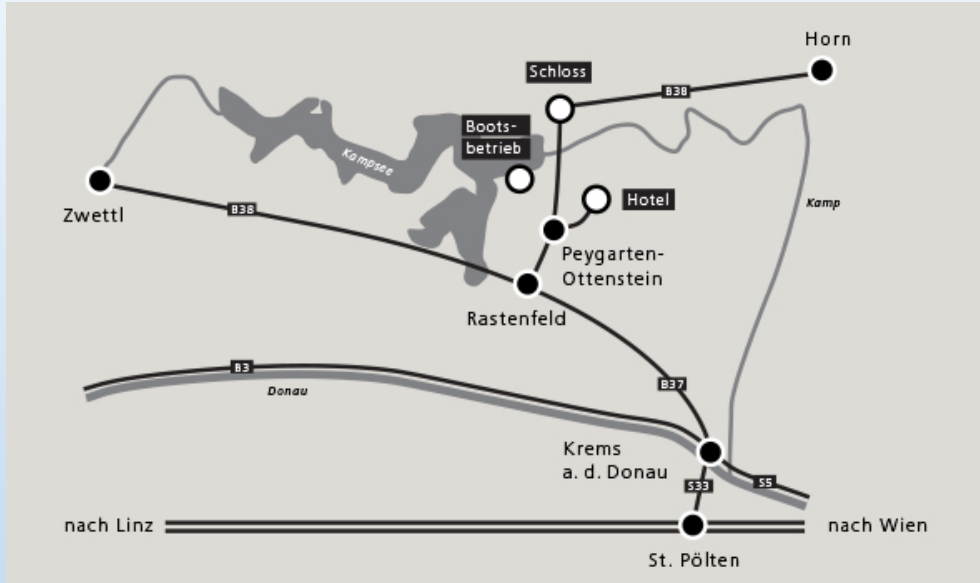 Horn
Schloss
B38
Boots-
betrieb
Kampsee
Zwettl
B38
Hotel
Kamp
Peygarten-
Ottenstein
Rastenfeld
B3
Donau
B37
Krems
a. d. Donau
S33
S5
nach Linz
nach Wien
St. Pölten